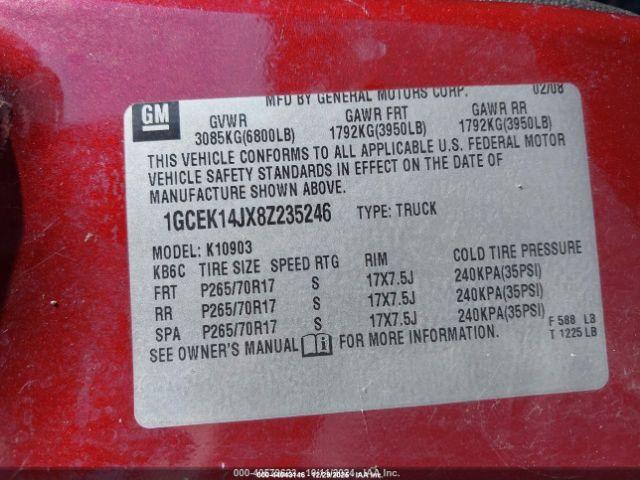 MFD BY GENERAL MOTORS CORP. 02/08
GM
GVWR GAWR FRT GAWR RR
3085KG(6800LB) 1792KG(3950LB) 1792KG(3950LB)
THIS VEHICLE CONFORMS TO ALL APPLICABLE U.S. FEDERAL MOTOR
VEHICLE SAFETY STANDARDS IN EFFECT ON THE DATE OF
MANUFACTURE SHOWN ABOVE.
1GCEK14JX8Z235246 TYPE: TRUCK
MODEL: K10903
KB6C TIRE SIZE SPEED RTG RIM COLD TIRE PRESSURE
FRT P265/70R17 S 17X7.5J 240KPA(35PSI)
RR P265/70R17 S 17X7.5J 240KPA(35PSI)
SPA P265/70R17 S 17X7.5J 240KPA(35PSI)
SEE OWNER'S MANUAL FOR MORE INFORMATION.
F 588 LB
T 1225 LB